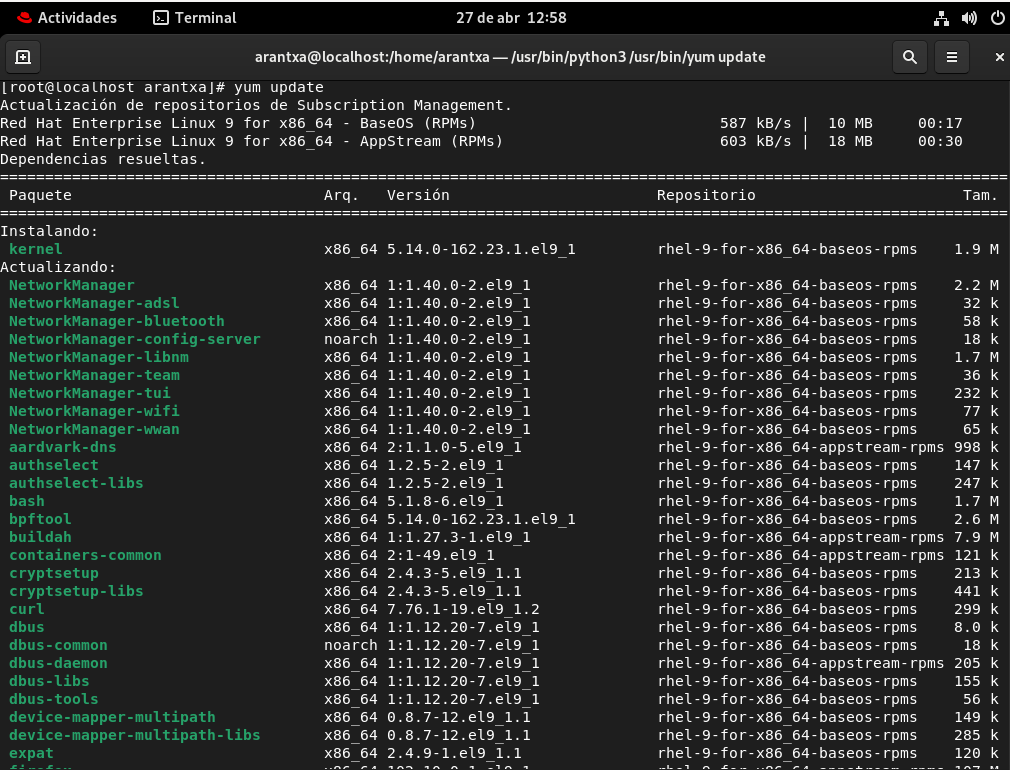 Actividades Terminal 27 de abr 12:58
arantxa@localhost:/home/arantxa — /usr/bin/python3 /usr/bin/yum update
[root@localhost arantxa]# yum update
Actualización de repositorios de Subscription Management.
Red Hat Enterprise Linux 9 for x86_64 - BaseOS (RPMs) 587 kB/s | 10 MB 00:17
Red Hat Enterprise Linux 9 for x86_64 - AppStream (RPMs) 603 kB/s | 18 MB 00:30
Dependencias resueltas.
================================================================================================================
Paquete Arq. Versión Repositorio Tam.
================================================================================================================
Instalando:
kernel x86_64 5.14.0-162.23.1.el9_1 rhel-9-for-x86_64-baseos-rpms 1.9 M
Actualizando:
NetworkManager x86_64 1:1.40.0-2.el9_1 rhel-9-for-x86_64-baseos-rpms 2.2 M
NetworkManager-adsl x86_64 1:1.40.0-2.el9_1 rhel-9-for-x86_64-baseos-rpms 32 k
NetworkManager-bluetooth x86_64 1:1.40.0-2.el9_1 rhel-9-for-x86_64-baseos-rpms 58 k
NetworkManager-config-server noarch 1:1.40.0-2.el9_1 rhel-9-for-x86_64-baseos-rpms 18 k
NetworkManager-libnm x86_64 1:1.40.0-2.el9_1 rhel-9-for-x86_64-baseos-rpms 1.7 M
NetworkManager-team x86_64 1:1.40.0-2.el9_1 rhel-9-for-x86_64-baseos-rpms 36 k
NetworkManager-tui x86_64 1:1.40.0-2.el9_1 rhel-9-for-x86_64-baseos-rpms 232 k
NetworkManager-wifi x86_64 1:1.40.0-2.el9_1 rhel-9-for-x86_64-baseos-rpms 77 k
NetworkManager-wwan x86_64 1:1.40.0-2.el9_1 rhel-9-for-x86_64-baseos-rpms 65 k
aardvark-dns x86_64 2:1.1.0-5.el9_1 rhel-9-for-x86_64-appstream-rpms 998 k
authselect x86_64 1.2.5-2.el9_1 rhel-9-for-x86_64-baseos-rpms 147 k
authselect-libs x86_64 1.2.5-2.el9_1 rhel-9-for-x86_64-baseos-rpms 247 k
bash x86_64 5.1.8-6.el9_1 rhel-9-for-x86_64-baseos-rpms 1.7 M
bpftool x86_64 5.14.0-162.23.1.el9_1 rhel-9-for-x86_64-baseos-rpms 2.6 M
buildah x86_64 1:1.27.3-1.el9_1 rhel-9-for-x86_64-appstream-rpms 7.9 M
containers-common x86_64 2:1-49.el9_1 rhel-9-for-x86_64-appstream-rpms 121 k
cryptsetup x86_64 2.4.3-5.el9_1.1 rhel-9-for-x86_64-baseos-rpms 213 k
cryptsetup-libs x86_64 2.4.3-5.el9_1.1 rhel-9-for-x86_64-baseos-rpms 441 k
curl x86_64 7.76.1-19.el9_1.2 rhel-9-for-x86_64-baseos-rpms 299 k
dbus x86_64 1:1.12.20-7.el9_1 rhel-9-for-x86_64-baseos-rpms 8.0 k
dbus-common noarch 1:1.12.20-7.el9_1 rhel-9-for-x86_64-baseos-rpms 18 k
dbus-daemon x86_64 1:1.12.20-7.el9_1 rhel-9-for-x86_64-appstream-rpms 205 k
dbus-libs x86_64 1:1.12.20-7.el9_1 rhel-9-for-x86_64-baseos-rpms 155 k
dbus-tools x86_64 1:1.12.20-7.el9_1 rhel-9-for-x86_64-baseos-rpms 56 k
device-mapper-multipath x86_64 0.8.7-12.el9_1.1 rhel-9-for-x86_64-baseos-rpms 149 k
device-mapper-multipath-libs x86_64 0.8.7-12.el9_1.1 rhel-9-for-x86_64-baseos-rpms 285 k
expat x86_64 2.4.9-1.el9_1.1 rhel-9-for-x86_64-baseos-rpms 120 k